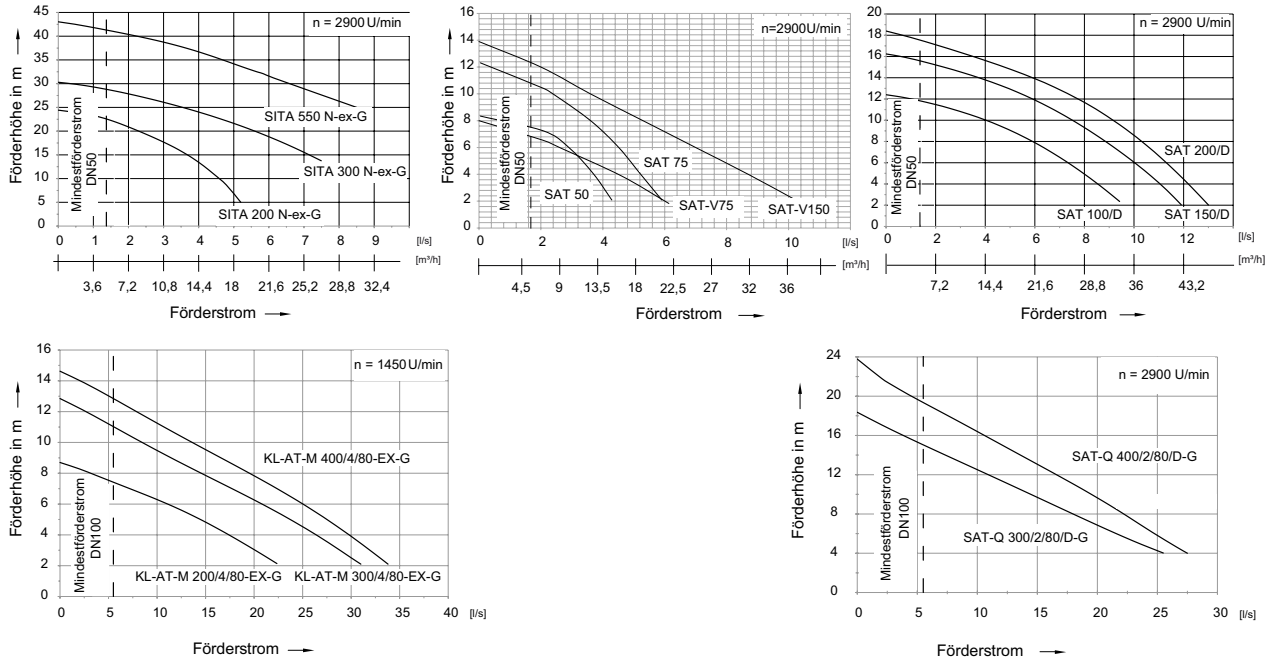 Förderhöhe in m
45
40
35
30
25
20
15
10
5
0
n = 2900 U/min
Mindestförderstrom
DN50
SITA 550 N-ex-G
SITA 300 N-ex-G
SITA 200 N-ex-G
0 1 2 3 4 5 6 7 8 9 10 [l/s]
[m³/h]
3,6 7,2 10,8 14,4 18 21,6 25,2 28,8 32,4
Förderstrom
Förderhöhe in m
16
14
12
10
8
6
4
2
0
n=2900U/min
Mindestförderstrom
DN50
SAT 75
SAT 50
SAT-V75
SAT-V150
0 2 4 6 8 10 [l/s]
[m³/h]
4,5 9 13,5 18 22,5 27 32 36
Förderstrom
Förderhöhe in m
20
18
16
14
12
10
8
6
4
2
0
n = 2900 U/min
Mindestförderstrom
DN50
SAT 200/D
SAT 100/D
SAT 150/D
0 2 4 6 8 10 12 [l/s]
[m³/h]
7,2 14,4 21,6 28,8 36 43,2
Förderstrom
Förderhöhe in m
16
14
12
10
8
6
4
2
0
n = 1450 U/min
Mindestförderstrom
DN100
KL-AT-M 400/4/80-EX-G
KL-AT-M 200/4/80-EX-G
KL-AT-M 300/4/80-EX-G
0 5 10 15 20 25 30 35 40 [l/s]
Förderstrom
Förderhöhe in m
24
20
16
12
8
4
0
n = 2900 U/min
Mindestförderstrom
DN100
SAT-Q 400/2/80/D-G
SAT-Q 300/2/80/D-G
0 5 10 15 20 25 30 [l/s]
Förderstrom